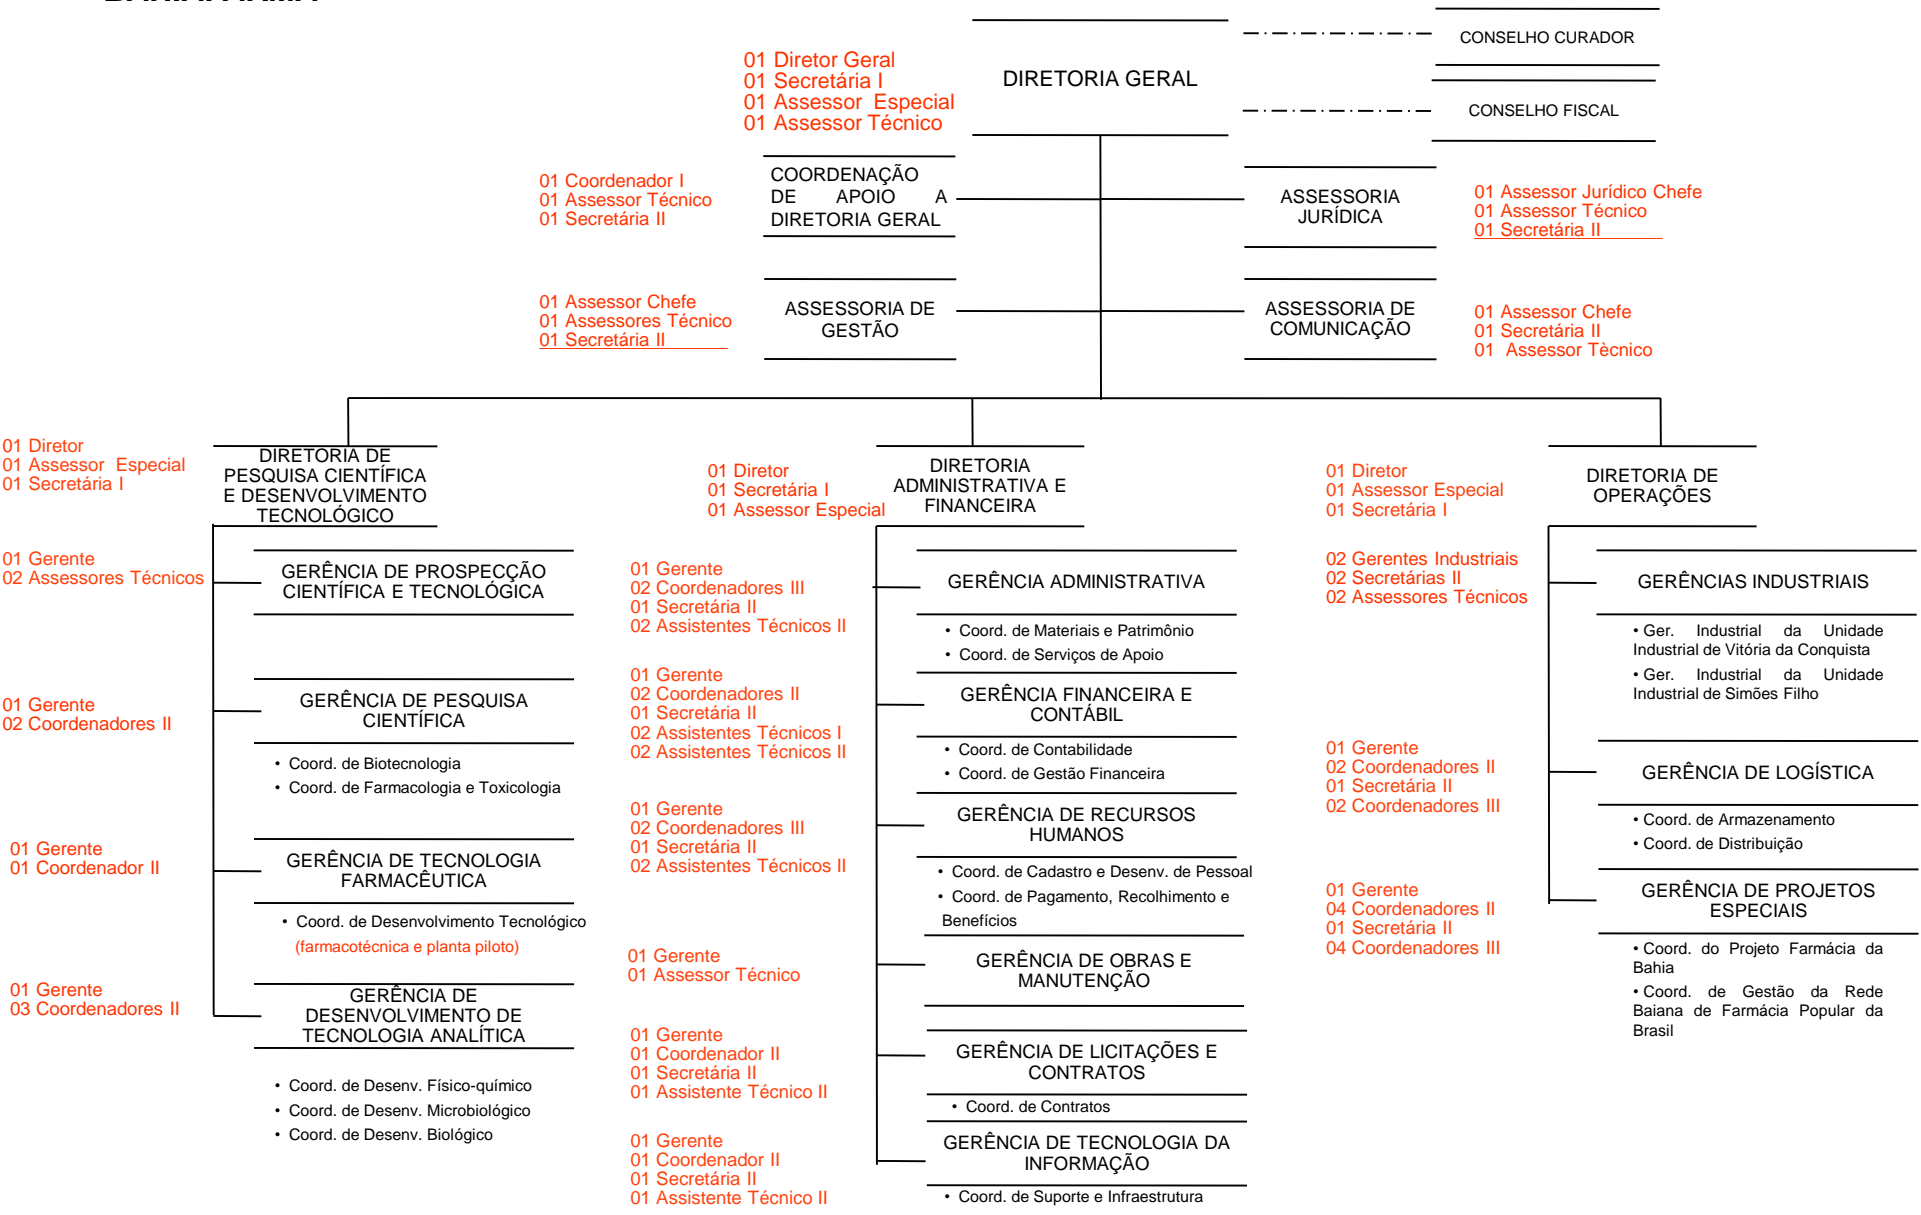 CONSELHO CURADOR
01 Diretor Geral
01 Secretária I
01 Assessor Especial
01 Assessor Técnico
DIRETORIA GERAL
CONSELHO FISCAL
01 Coordenador I
01 Assessor Técnico
01 Secretária II
COORDENAÇÃO
DE APOIO A
DIRETORIA GERAL
ASSESSORIA
JURÍDICA
01 Assessor Jurídico Chefe
01 Assessor Técnico
01 Secretária II
01 Assessor Chefe
01 Assessores Técnico
01 Secretária II
ASSESSORIA DE
GESTÃO
ASSESSORIA DE
COMUNICAÇÃO
01 Assessor Chefe
01 Secretária II
01 Assessor Tècnico
01 Diretor
01 Assessor Especial
01 Secretária I
DIRETORIA DE
PESQUISA CIENTÍFICA
E DESENVOLVIMENTO
TECNOLÓGICO
01 Gerente
02 Assessores Técnicos
GERÊNCIA DE PROSPECÇÃO
CIENTÍFICA E TECNOLÓGICA
01 Gerente
02 Coordenadores II
GERÊNCIA DE PESQUISA
CIENTÍFICA
• Coord. de Biotecnologia
• Coord. de Farmacologia e Toxicologia
01 Gerente
01 Coordenador II
GERÊNCIA DE TECNOLOGIA
FARMACÊUTICA
• Coord. de Desenvolvimento Tecnológico
(farmacotécnica e planta piloto)
01 Gerente
03 Coordenadores II
GERÊNCIA DE
DESENVOLVIMENTO DE
TECNOLOGIA ANALÍTICA
• Coord. de Desenv. Físico-químico
• Coord. de Desenv. Microbiológico
• Coord. de Desenv. Biológico
01 Diretor
01 Secretária I
01 Assessor Especial
DIRETORIA
ADMINISTRATIVA E
FINANCEIRA
01 Gerente
02 Coordenadores III
01 Secretária II
02 Assistentes Técnicos II
GERÊNCIA ADMINISTRATIVA
• Coord. de Materiais e Patrimônio
• Coord. de Serviços de Apoio
01 Gerente
02 Coordenadores II
01 Secretária II
02 Assistentes Técnicos I
02 Assistentes Técnicos II
GERÊNCIA FINANCEIRA E
CONTÁBIL
• Coord. de Contabilidade
• Coord. de Gestão Financeira
01 Gerente
02 Coordenadores III
01 Secretária II
02 Assistentes Técnicos II
GERÊNCIA DE RECURSOS
HUMANOS
• Coord. de Cadastro e Desenv. de Pessoal
• Coord. de Pagamento, Recolhimento e
Benefícios
01 Gerente
01 Assessor Técnico
GERÊNCIA DE OBRAS E
MANUTENÇÃO
01 Gerente
01 Coordenador II
01 Secretária II
01 Assistente Técnico II
GERÊNCIA DE LICITAÇÕES E
CONTRATOS
• Coord. de Contratos
01 Gerente
01 Coordenador II
01 Secretária II
01 Assistente Técnico II
GERÊNCIA DE TECNOLOGIA DA
INFORMAÇÃO
• Coord. de Suporte e Infraestrutura
01 Diretor
01 Assessor Especial
01 Secretária I
DIRETORIA DE
OPERAÇÕES
02 Gerentes Industriais
02 Secretárias II
02 Assessores Técnicos
GERÊNCIAS INDUSTRIAIS
• Ger. Industrial da Unidade
Industrial de Vitória da Conquista
• Ger. Industrial da Unidade
Industrial de Simões Filho
01 Gerente
02 Coordenadores II
01 Secretária II
02 Coordenadores III
GERÊNCIA DE LOGÍSTICA
• Coord. de Armazenamento
• Coord. de Distribuição
01 Gerente
04 Coordenadores II
01 Secretária II
04 Coordenadores III
GERÊNCIA DE PROJETOS
ESPECIAIS
• Coord. do Projeto Farmácia da
Bahia
• Coord. de Gestão da Rede
Baiana de Farmácia Popular da
Brasil